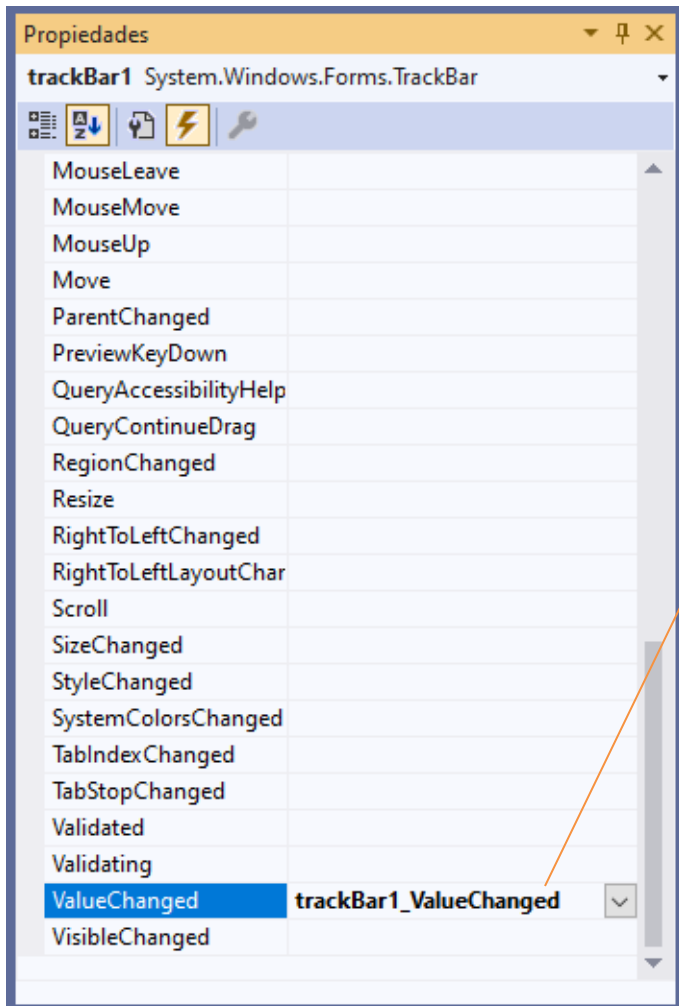 Propiedades
trackBar1 System.Windows.Forms.TrackBar
MouseLeave
MouseMove
MouseUp
Move
ParentChanged
PreviewKeyDown
QueryAccessibilityHelp
QueryContinueDrag
RegionChanged
Resize
RightToLeftChanged
RightToLeftLayoutChar
Scroll
SizeChanged
StyleChanged
SystemColorsChanged
TabIndexChanged
TabStopChanged
Validated
Validating
ValueChanged trackBar1_ValueChanged
VisibleChanged